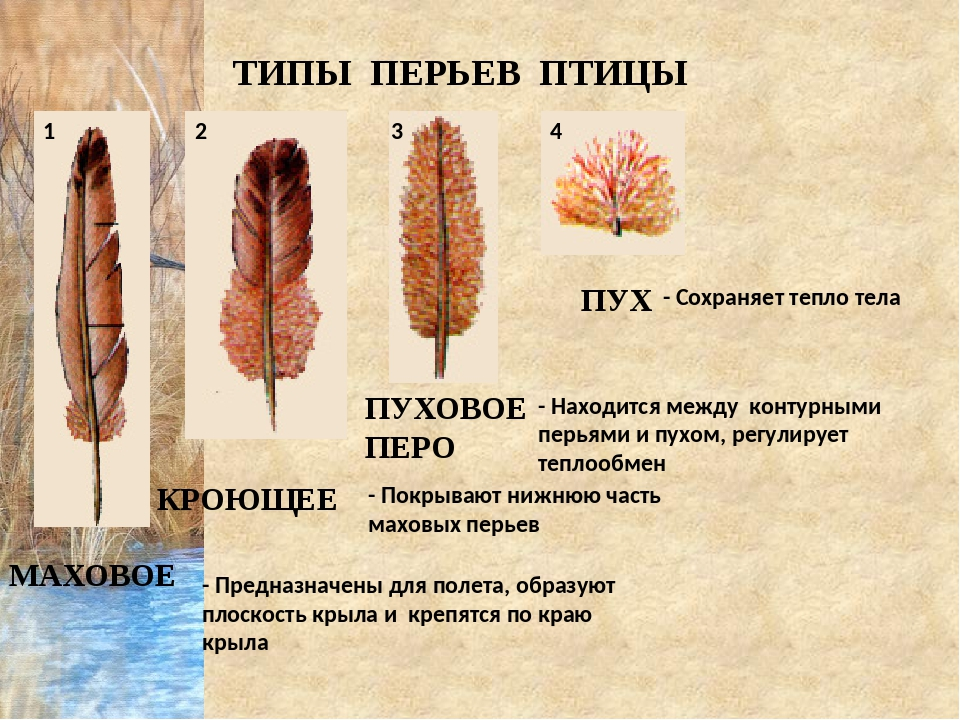 ТИПЫ ПЕРЬЕВ ПТИЦЫ
1
2
3
4
ПУХ
- Сохраняет тепло тела
ПУХОВОЕ
ПЕРО
- Находится между контурными
перьями и пухом, регулирует
теплообмен
КРОЮЩЕЕ
- Покрывают нижнюю часть
маховых перьев
МАХОВОЕ
- Предназначены для полета, образуют
плоскость крыла и крепятся по краю
крыла